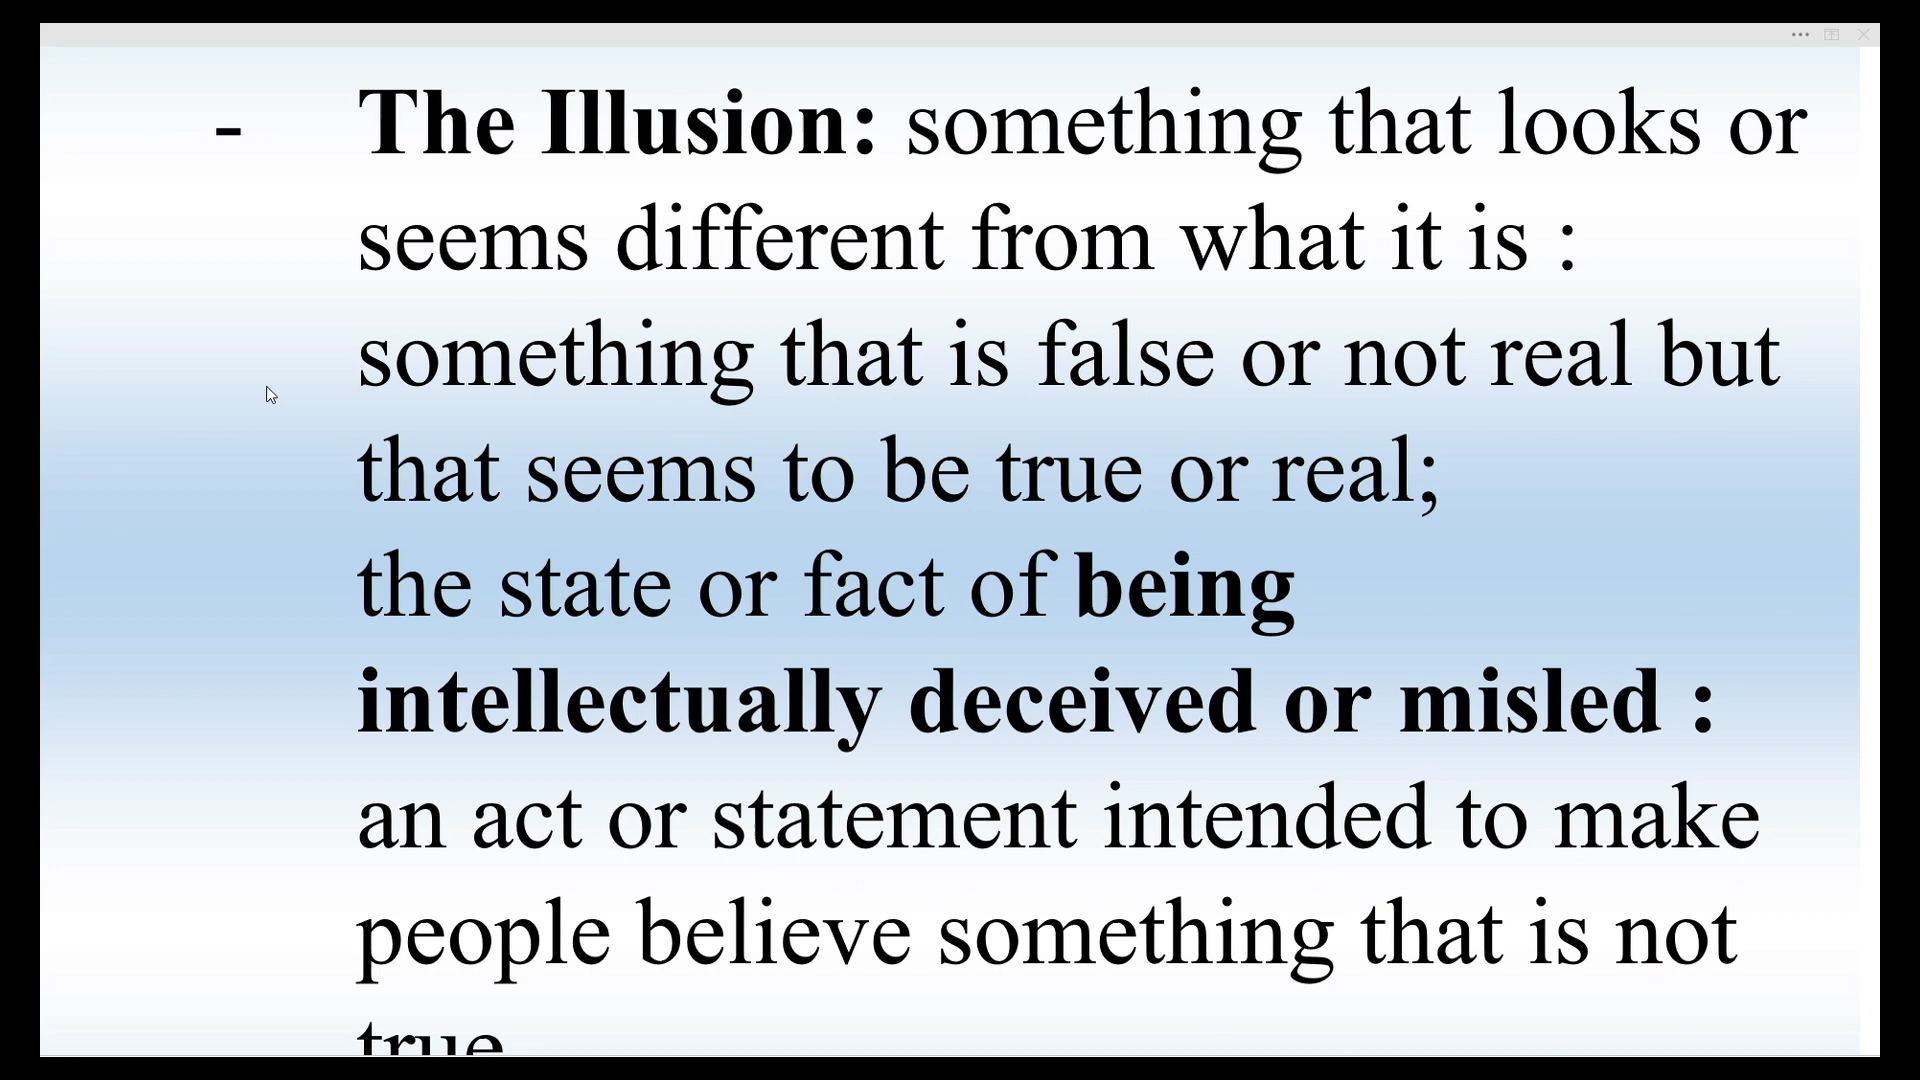 - The Illusion: something that looks or
seems different from what it is :
something that is false or not real but
that seems to be true or real;
the state or fact of being
intellectually deceived or misled :
an act or statement intended to make
people believe something that is not
true